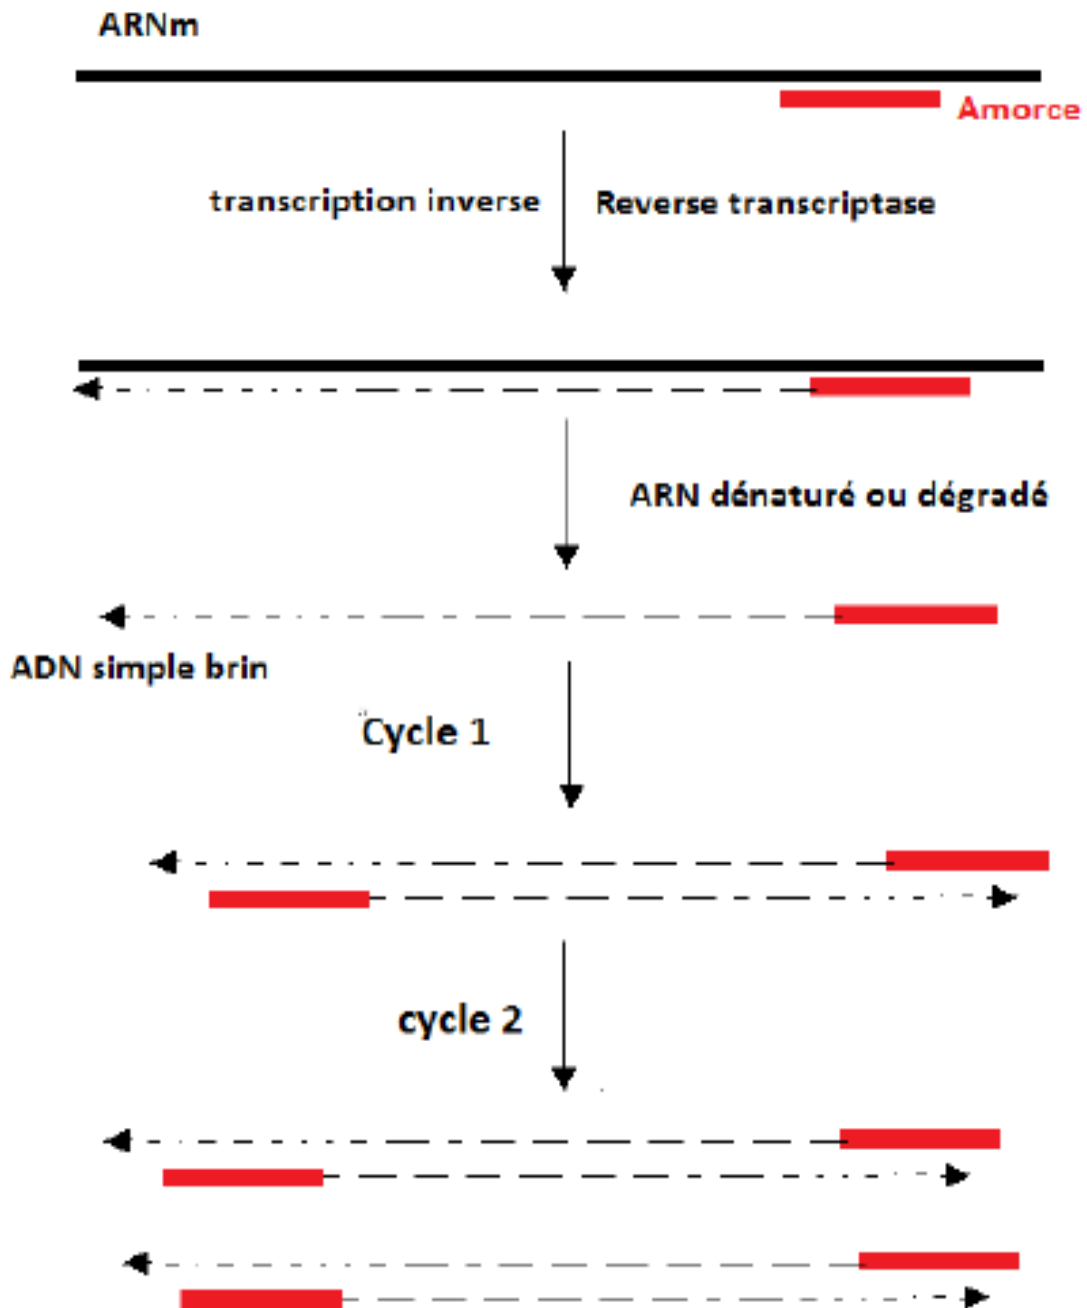 ARNm
Amorce
transcription inverse
Reverse transcriptase
ARN dénaturé ou dégradé
ADN simple brin
Cycle 1
cycle 2